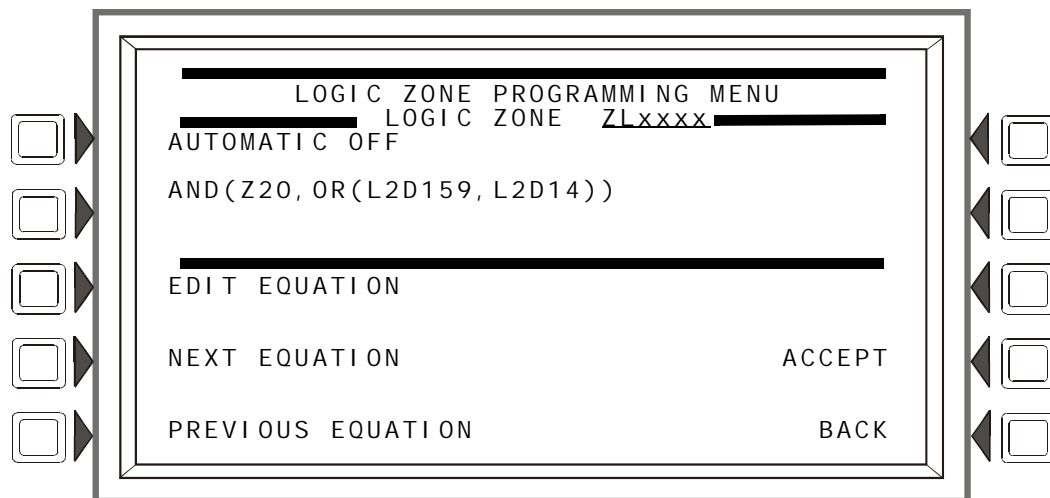 LOGIC ZONE PROGRAMMING MENU
LOGIC ZONE ZLxxxx
AUTOMATIC OFF
AND(Z20,OR(L2D159,L2D14))
EDIT EQUATION
NEXT EQUATION ACCEPT
PREVIOUS EQUATION BACK